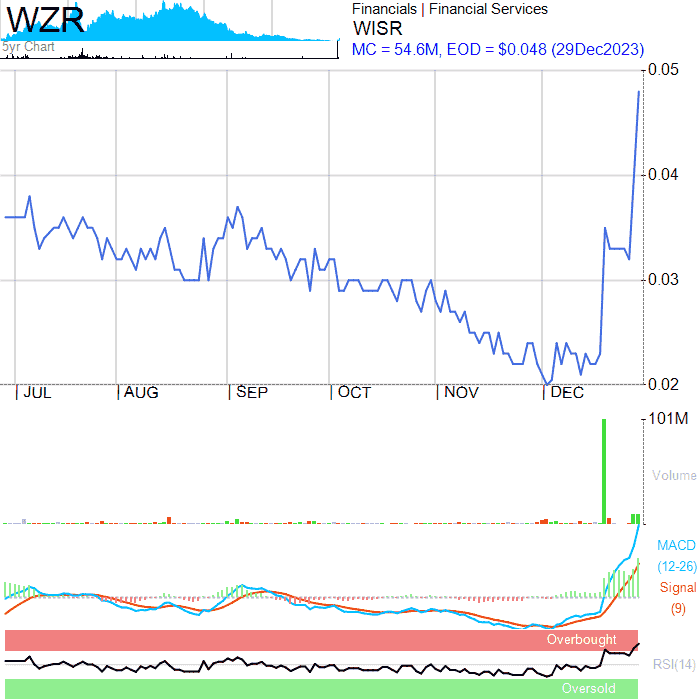 WZR
5yr Chart
Financials | Financial Services
WISR
MC = 54.6M, EOD = $0.048 (29Dec2023)
0.05
0.04
0.03
0.02
JUL AUG SEP OCT NOV DEC
101M
Volume
MACD
(12-26)
Signal
(9)
Overbought
RSI(14)
Oversold